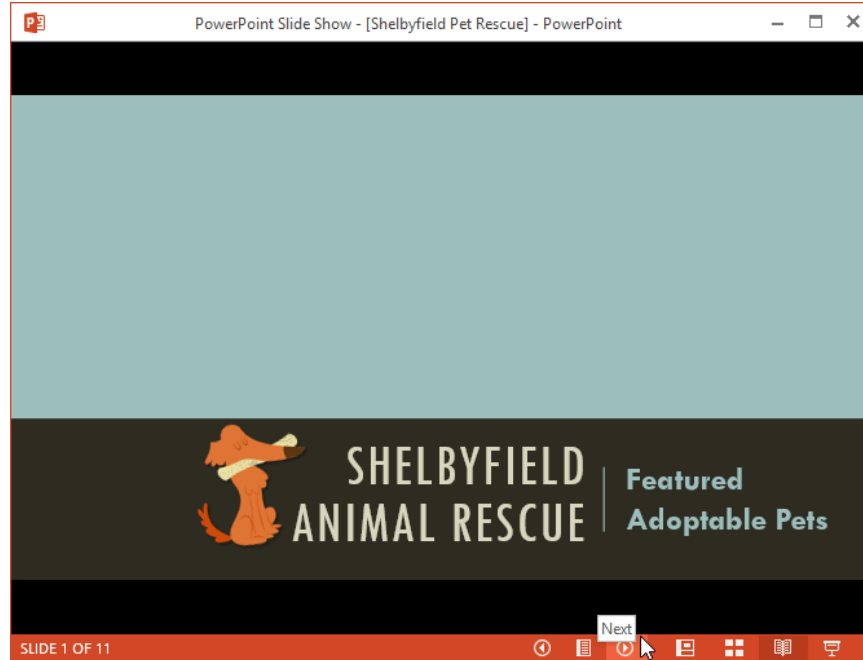 PowerPoint Slide Show - [Shelbyfield Pet Rescue] - PowerPoint
SHELBYFIELD
ANIMAL RESCUE
Featured
Adoptable Pets
Next
SLIDE 1 OF 11